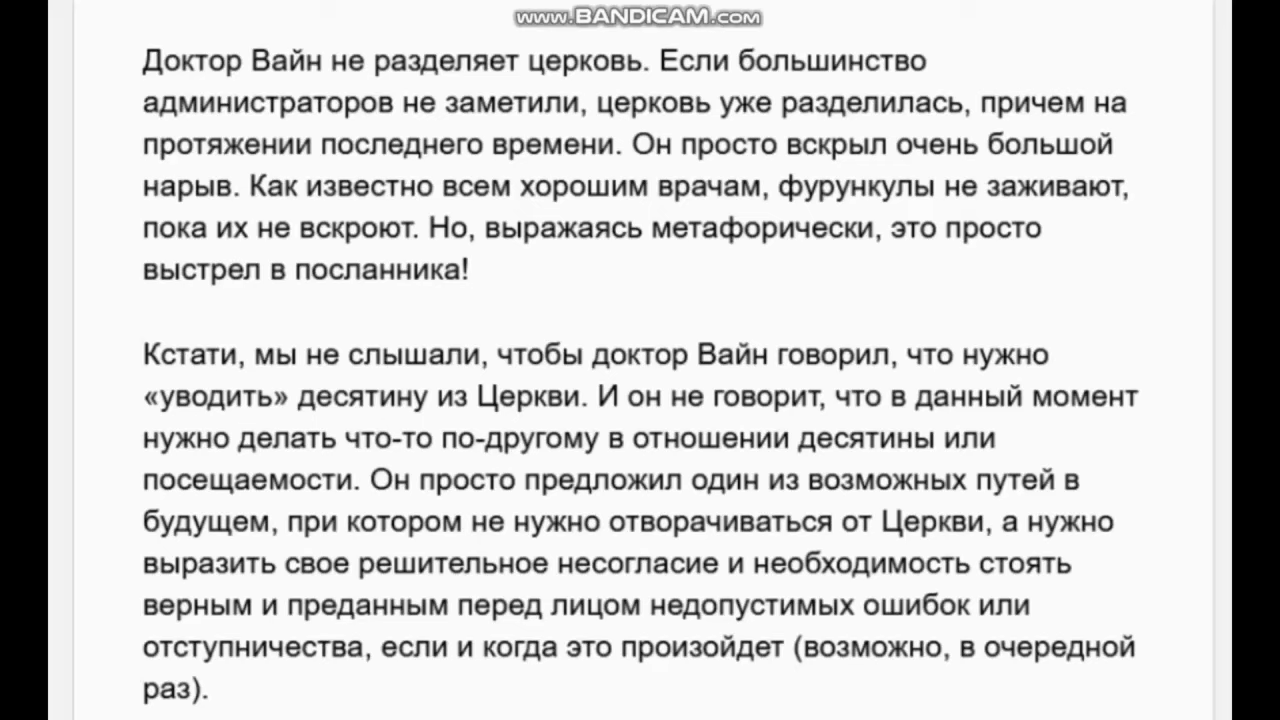 www.BANDICAM.com
Доктор Вайн не разделяет церковь. Если большинство
администраторов не заметили, церковь уже разделилась, причем на
протяжении последнего времени. Он просто вскрыл очень большой
нарыв. Как известно всем хорошим врачам, фурункулы не заживают,
пока их не вскроют. Но, выражаясь метафорически, это просто
выстрел в посланника!
Кстати, мы не слышали, чтобы доктор Вайн говорил, что нужно
«уводить» десятину из Церкви. И он не говорит, что в данный момент
нужно делать что-то по-другому в отношении десятины или
посещаемости. Он просто предложил один из возможных путей в
будущем, при котором не нужно отворачиваться от Церкви, а нужно
выразить свое решительное несогласие и необходимость стоять
верным и преданным перед лицом недопустимых ошибок или
отступничества, если и когда это произойдет (возможно, в очередной
раз).